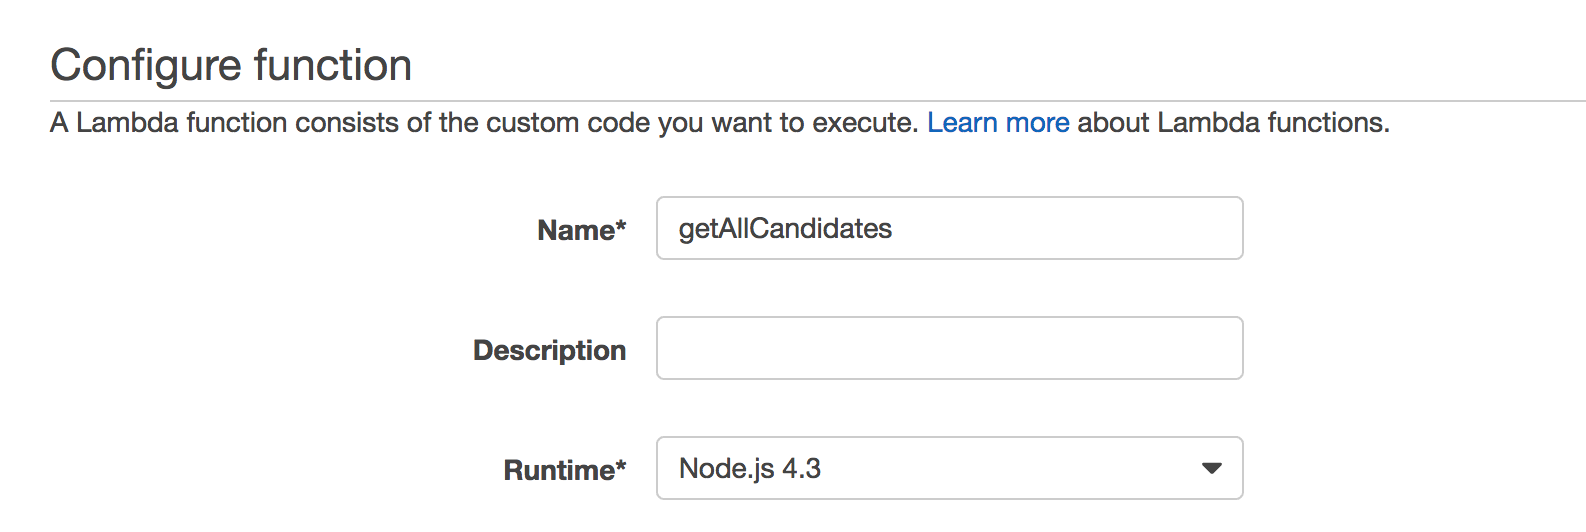 Configure function
A Lambda function consists of the custom code you want to execute. Learn more about Lambda functions.
Name* getAllCandidates
Description
Runtime* Node.js 4.3